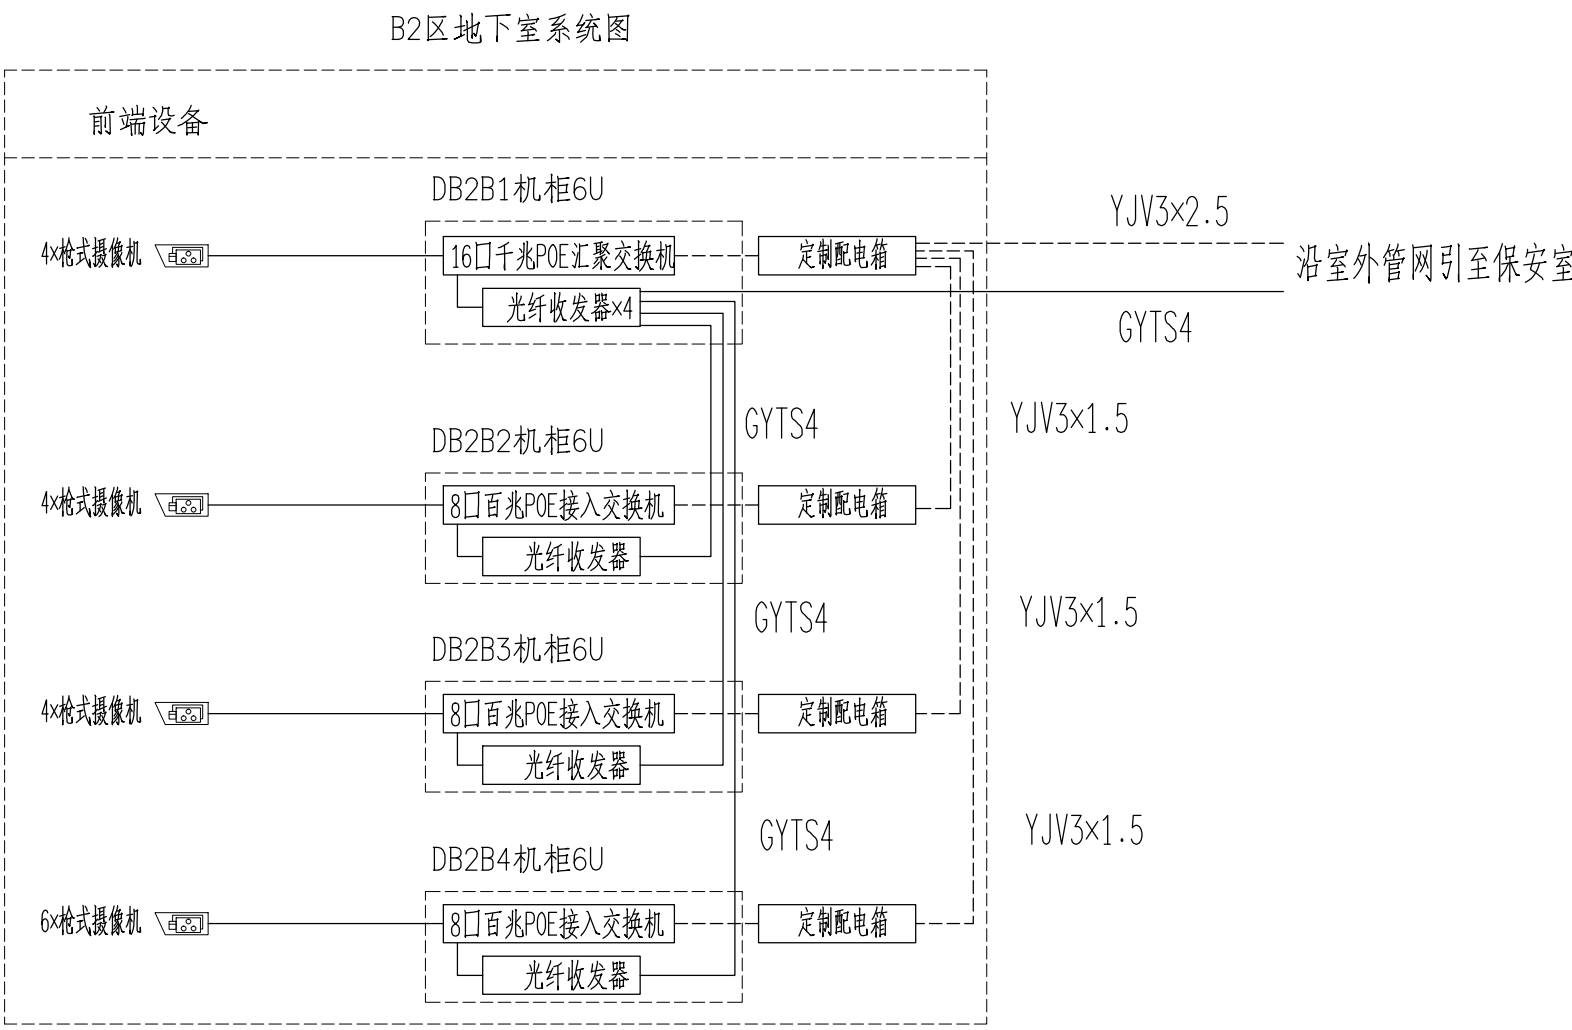 B2区地下室系统图
前端设备
DB2B1机柜6U
4×枪式摄像机
16口千兆POE汇聚交换机
定制配电箱
YJV3×2.5
沿室外管网引至保安室
光纤收发器×4
GYTS4
DB2B2机柜6U
GYTS4
YJV3×1.5
4×枪式摄像机
8口百兆POE接入交换机
定制配电箱
光纤收发器
GYTS4
YJV3×1.5
DB2B3机柜6U
4×枪式摄像机
8口百兆POE接入交换机
定制配电箱
光纤收发器
GYTS4
YJV3×1.5
DB2B4机柜6U
6×枪式摄像机
8口百兆POE接入交换机
定制配电箱
光纤收发器